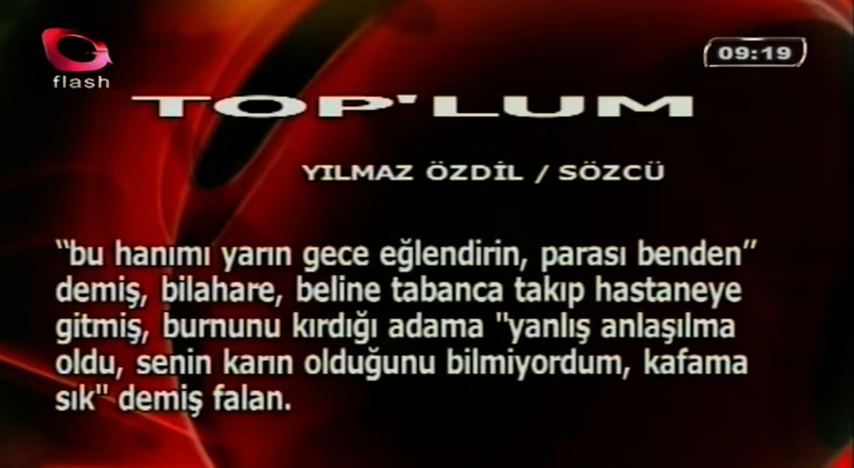 flash
09:19
TOP'LUM
YILMAZ ÖZDİL / SÖZCÜ
"bu hanımı yarın gece eğlendirin, parası benden"
demiş, bilahare, beline tabanca takıp hastaneye
gitmiş, burnunu kırdığı adama "yanlış anlaşılma
oldu, senin karın olduğunu bilmiyordum, kafama
sık" demiş falan.